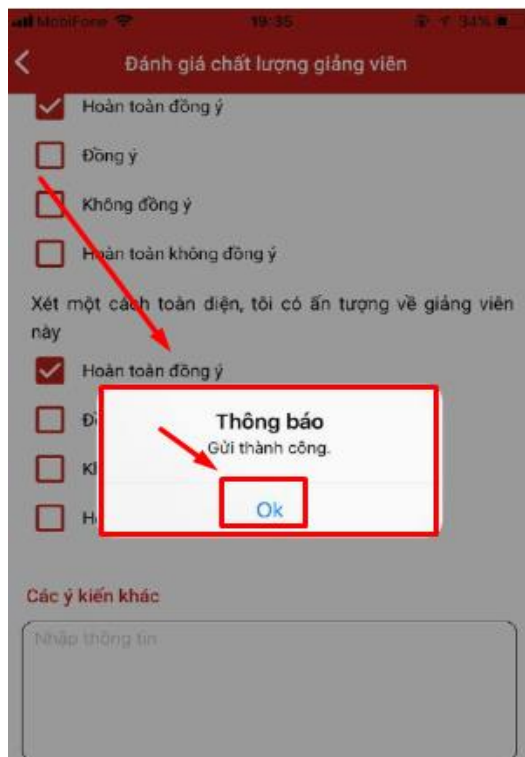 MobiFone 19:35 34%
Đánh giá chất lượng giảng viên
Hoàn toàn đồng ý
Đồng ý
Không đồng ý
Hoàn toàn không đồng ý
Xét một cách toàn diện, tôi có ấn tượng về giảng viên
này
Hoàn toàn đồng ý
Thông báo
Gửi thành công.
Ok
Các ý kiến khác
Nhập thông tin